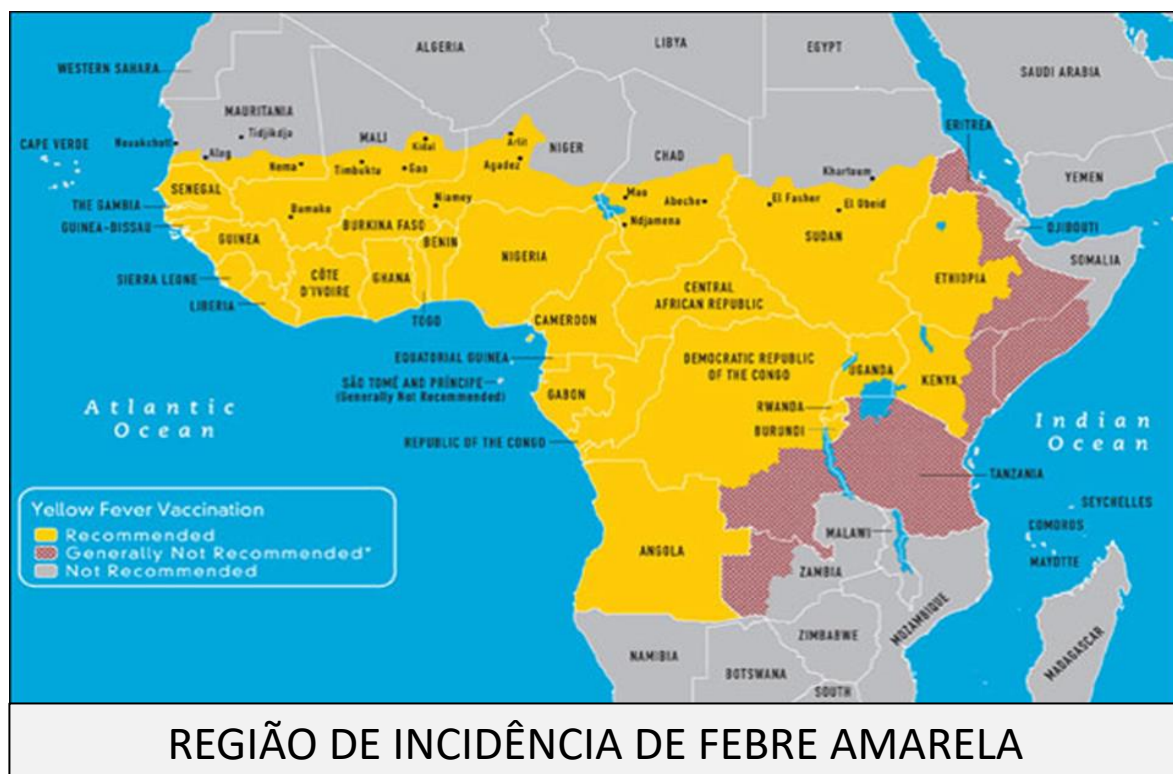 ALGERIA
LIBYA
EGYPT
SAUDI ARABIA
WESTERN SAHARA
MAURITANIA
Tidjikdja
MALI
NIGER
CHAD
ERITREA
CAPE VERDE
Nouakchott
Aleg
Nema
Timbuktu
Kidal
Gao
Arlit
Agadez
Khartoum
YEMEN
SENEGAL
THE GAMBIA
GUINEA-BISSAU
Bamako
Niamey
Mao
Abeche
Ndjamena
El Fasher
El Obeid
DJIBOUTI
BURKINA FASO
BENIN
GUINEA
SIERRA LEONE
LIBERIA
CÔTE
D'IVOIRE
GHANA
TOGO
NIGERIA
SUDAN
ETHIOPIA
SOMALIA
CENTRAL
AFRICAN REPUBLIC
CAMEROON
EQUATORIAL GUINEA
SÃO TOMÉ AND PRÍNCIPE
(Generally Not Recommended)
GABON
DEMOCRATIC REPUBLIC
OF THE CONGO
UGANDA
KENYA
RWANDA
BURUNDI
REPUBLIC OF THE CONGO
Atlantic
Ocean
Indian
Ocean
TANZANIA
SEYCHELLES
COMOROS
MAYOTTE
Yellow Fever Vaccination
Recommended
Generally Not Recommended*
Not Recommended
ANGOLA
MALAWI
ZAMBIA
MOZAMBIQUE
MADAGASCAR
ZIMBABWE
NAMIBIA
BOTSWANA
SOUTH
REGIÃO DE INCIDÊNCIA DE FEBRE AMARELA